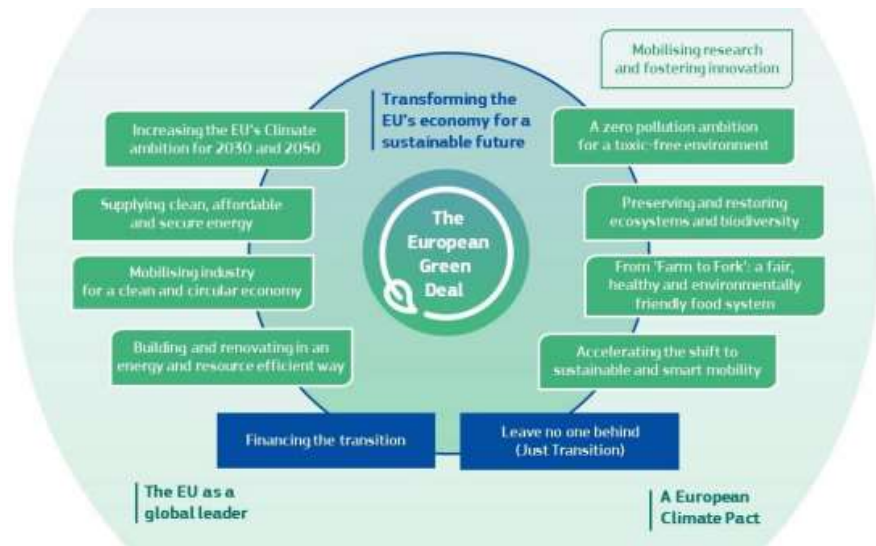 Mobilising research
and fostering innovation
Transforming the
EU's economy for a
sustainable future
Increasing the EU's Climate
ambition for 2030 and 2050
A zero pollution ambition
for a toxic-free environment
Supplying clean, affordable
and secure energy
Preserving and restoring
ecosystems and biodiversity
The
European
Green
Deal
Mobilising industry
for a clean and circular economy
From 'Farm to Fork': a fair,
healthy and environmentally
friendly food system
Building and renovating in an
energy and resource efficient way
Accelerating the shift to
sustainable and smart mobility
Financing the transition
Leave no one behind
(Just Transition)
The EU as a
global leader
A European
Climate Pact